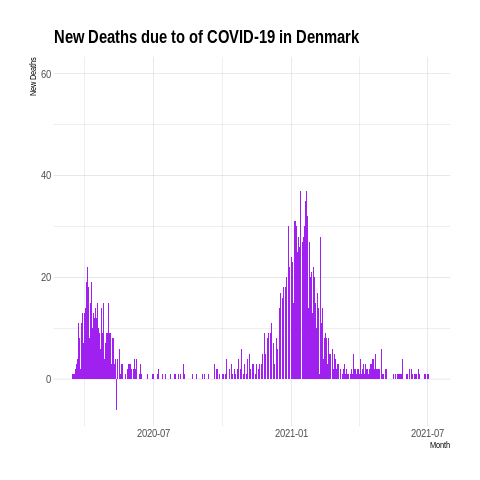 New Deaths due to of COVID-19 in Denmark
New Deaths
60
40
20
0
2020-07
2021-01
2021-07
Month